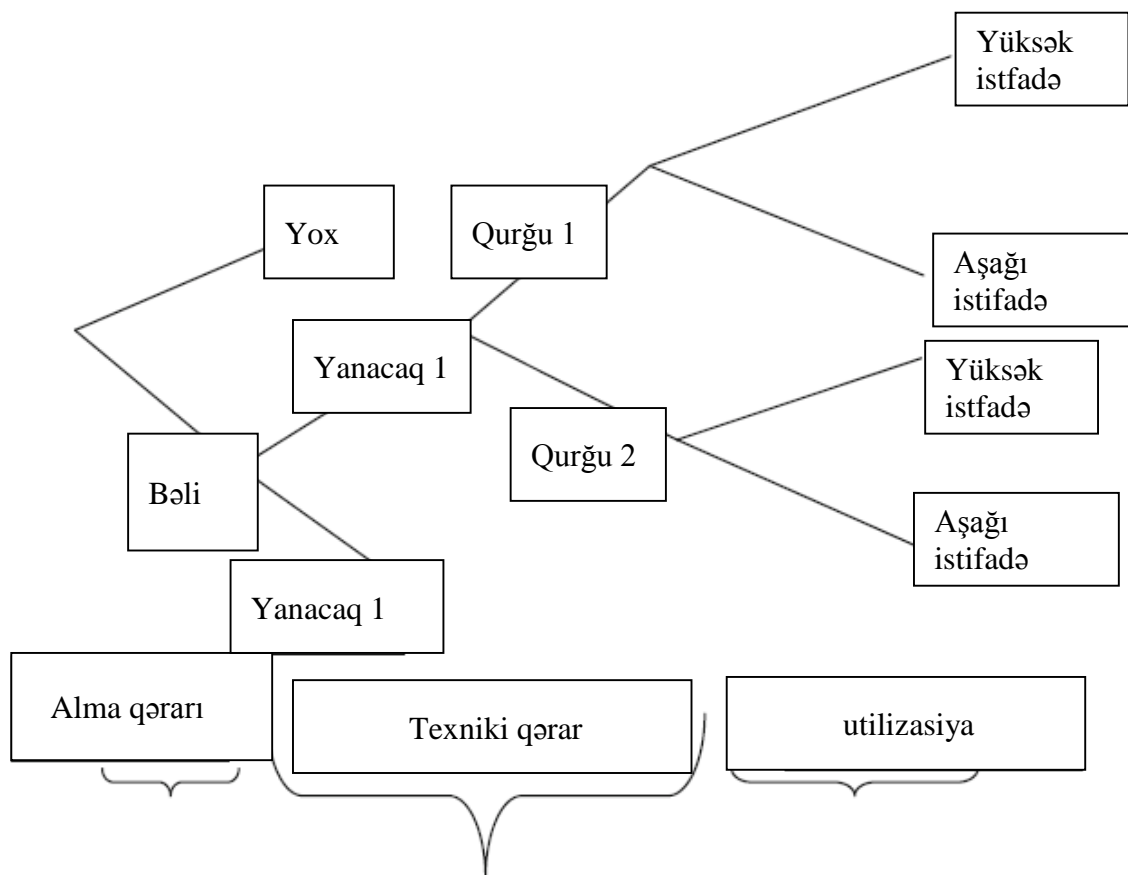 Yüksək
istfadə
Yox
Qurğu 1
Aşağı
istifadə
Yanacaq 1
Yüksək
istfadə
Qurğu 2
Bəli
Aşağı
istifadə
Yanacaq 1
Alma qərarı
Texniki qərar
utilizasiya